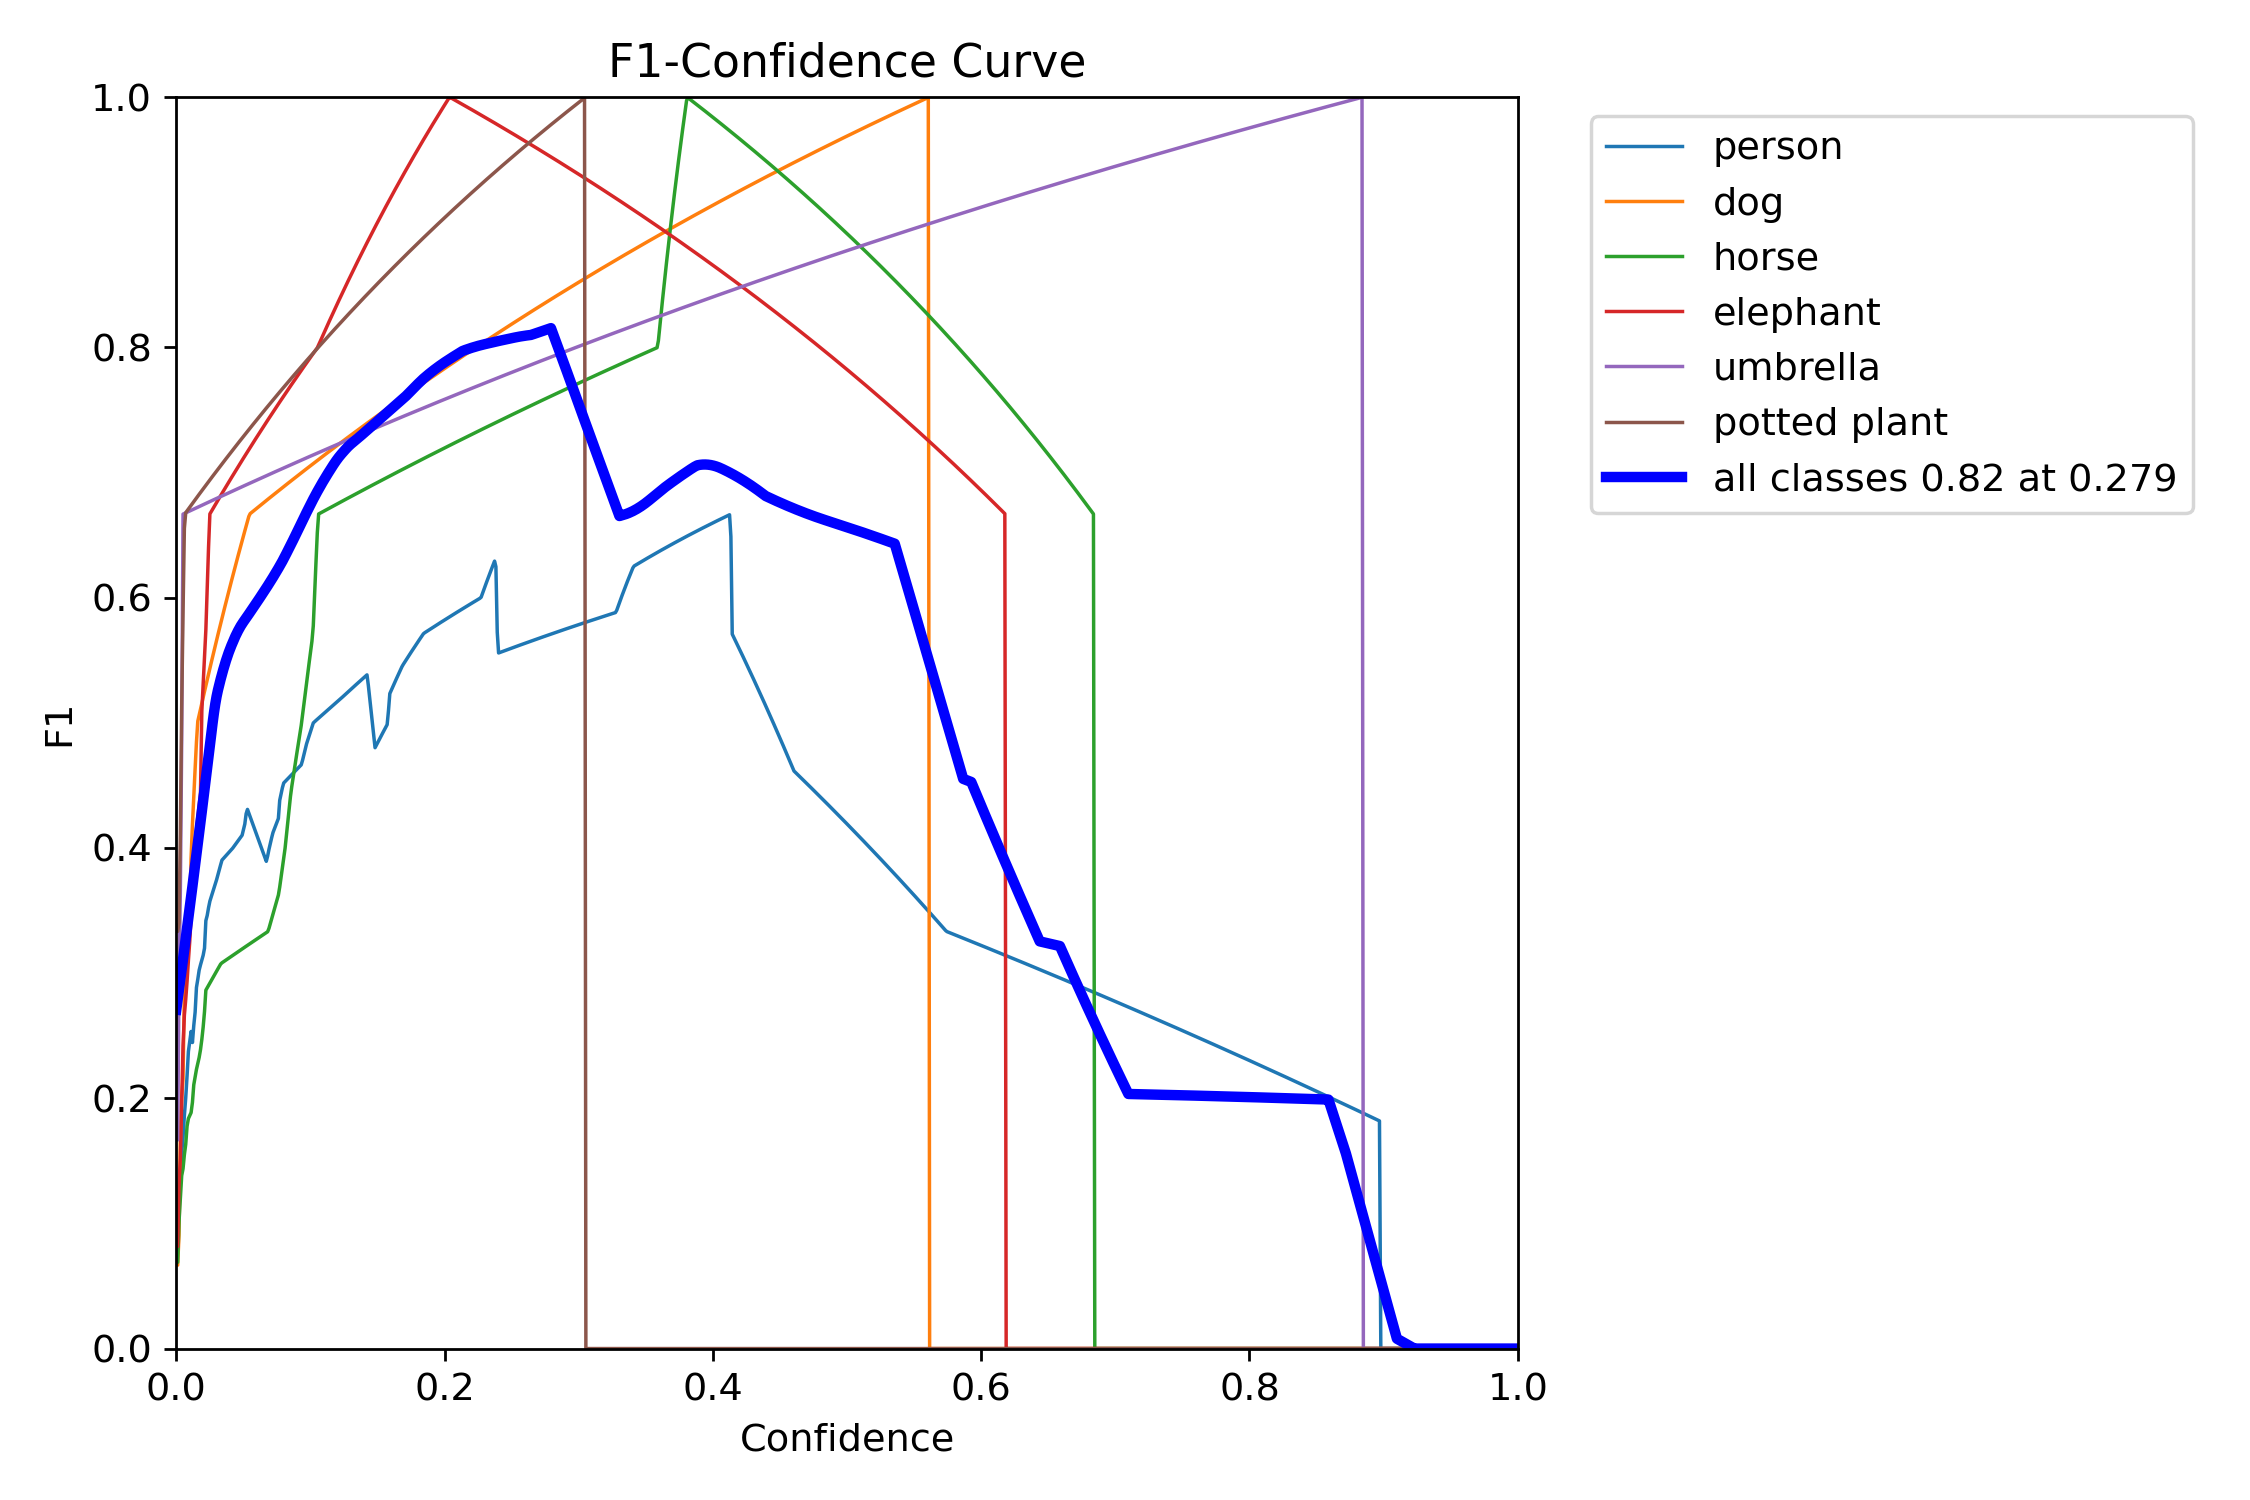 F1-Confidence Curve
1.0
0.8
0.6
0.4
0.2
0.0
F1
0.0 0.2 0.4 0.6 0.8 1.0
Confidence
person
dog
horse
elephant
umbrella
potted plant
all classes 0.82 at 0.279